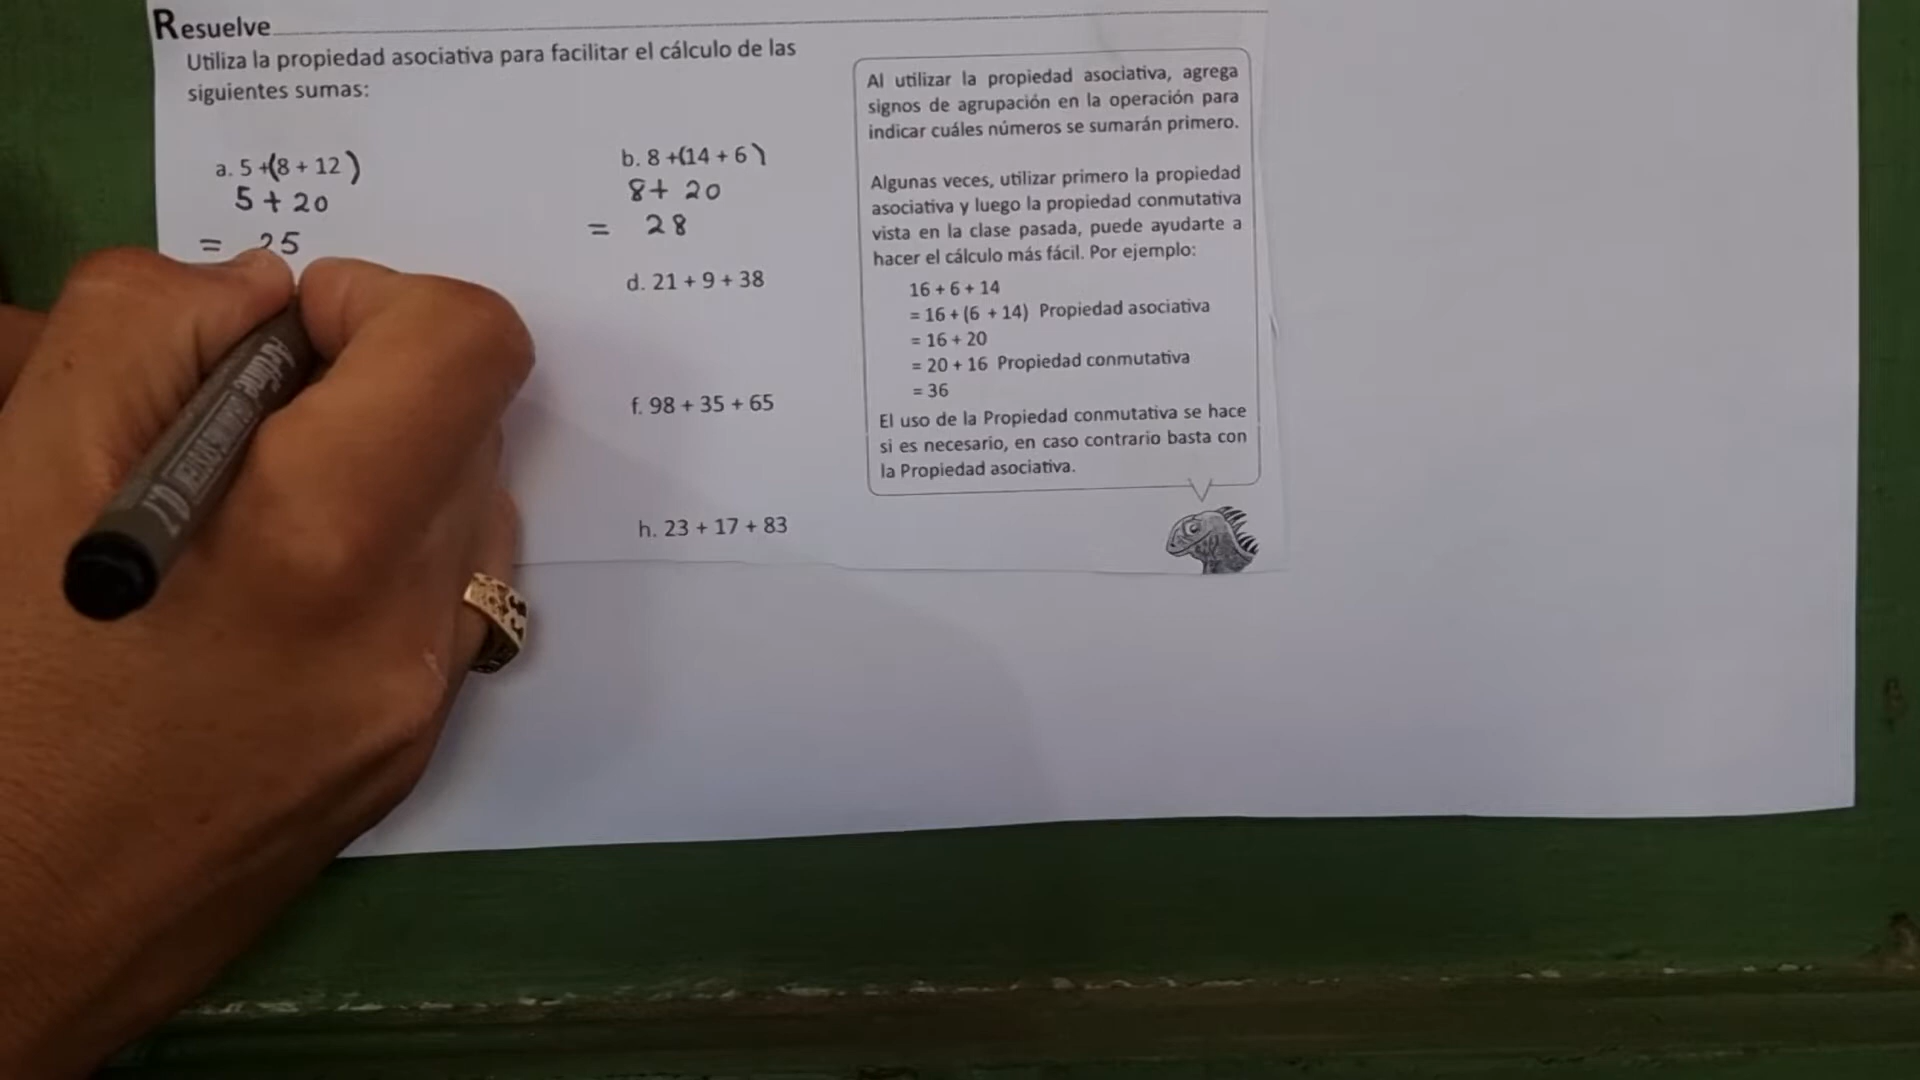 Resuelve
Utiliza la propiedad asociativa para facilitar el cálculo de las
siguientes sumas:
a. 5 +(8 + 12 )
5 + 20
= 25
b. 8 +(14 + 6 )
8 + 20
= 28
d. 21 + 9 + 38
f. 98 + 35 + 65
h. 23 + 17 + 83
Al utilizar la propiedad asociativa, agrega
signos de agrupación en la operación para
indicar cuáles números se sumarán primero.
Algunas veces, utilizar primero la propiedad
asociativa y luego la propiedad conmutativa
vista en la clase pasada, puede ayudarte a
hacer el cálculo más fácil. Por ejemplo:
16 + 6 + 14
= 16 + (6 + 14) Propiedad asociativa
= 16 + 20
= 20 + 16 Propiedad conmutativa
= 36
El uso de la Propiedad conmutativa se hace
si es necesario, en caso contrario basta con
la Propiedad asociativa.